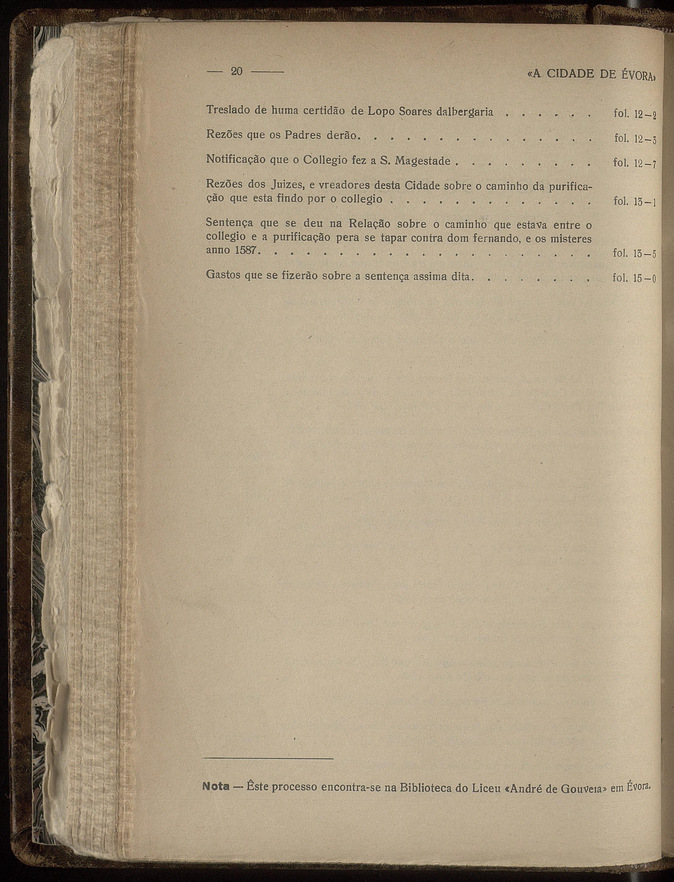 — 20 —— «A CIDADE DE ÉVORA»
Treslado de huma certidão de Lopo Soares dalbergaria . . . . . . fol. 12—2
Rezões que os Padres derão. . . . . . . . . . . . . . fol. 12—3
Notificação que o Collegio fez a S. Magestade . . . . . . . . . fol. 12—7
Rezões dos Juizes, e vreadores desta Cidade sobre o caminho da purifica-
ção que esta findo por o collegio . . . . . . . . . . . . . fol. 13—1
Sentença que se deu na Relação sobre o caminho que estava entre o
collegio e a purificação pera se tapar contra dom fernando, e os misteres
anno 1587. . . . . . . . . . . . . . . . . . . . . fol. 13—5
Gastos que se fizerão sobre a sentença assima dita. . . . . . . . fol. 15—0
Nota — Êste processo encontra-se na Biblioteca do Liceu «André de Gouveia» em Évora.